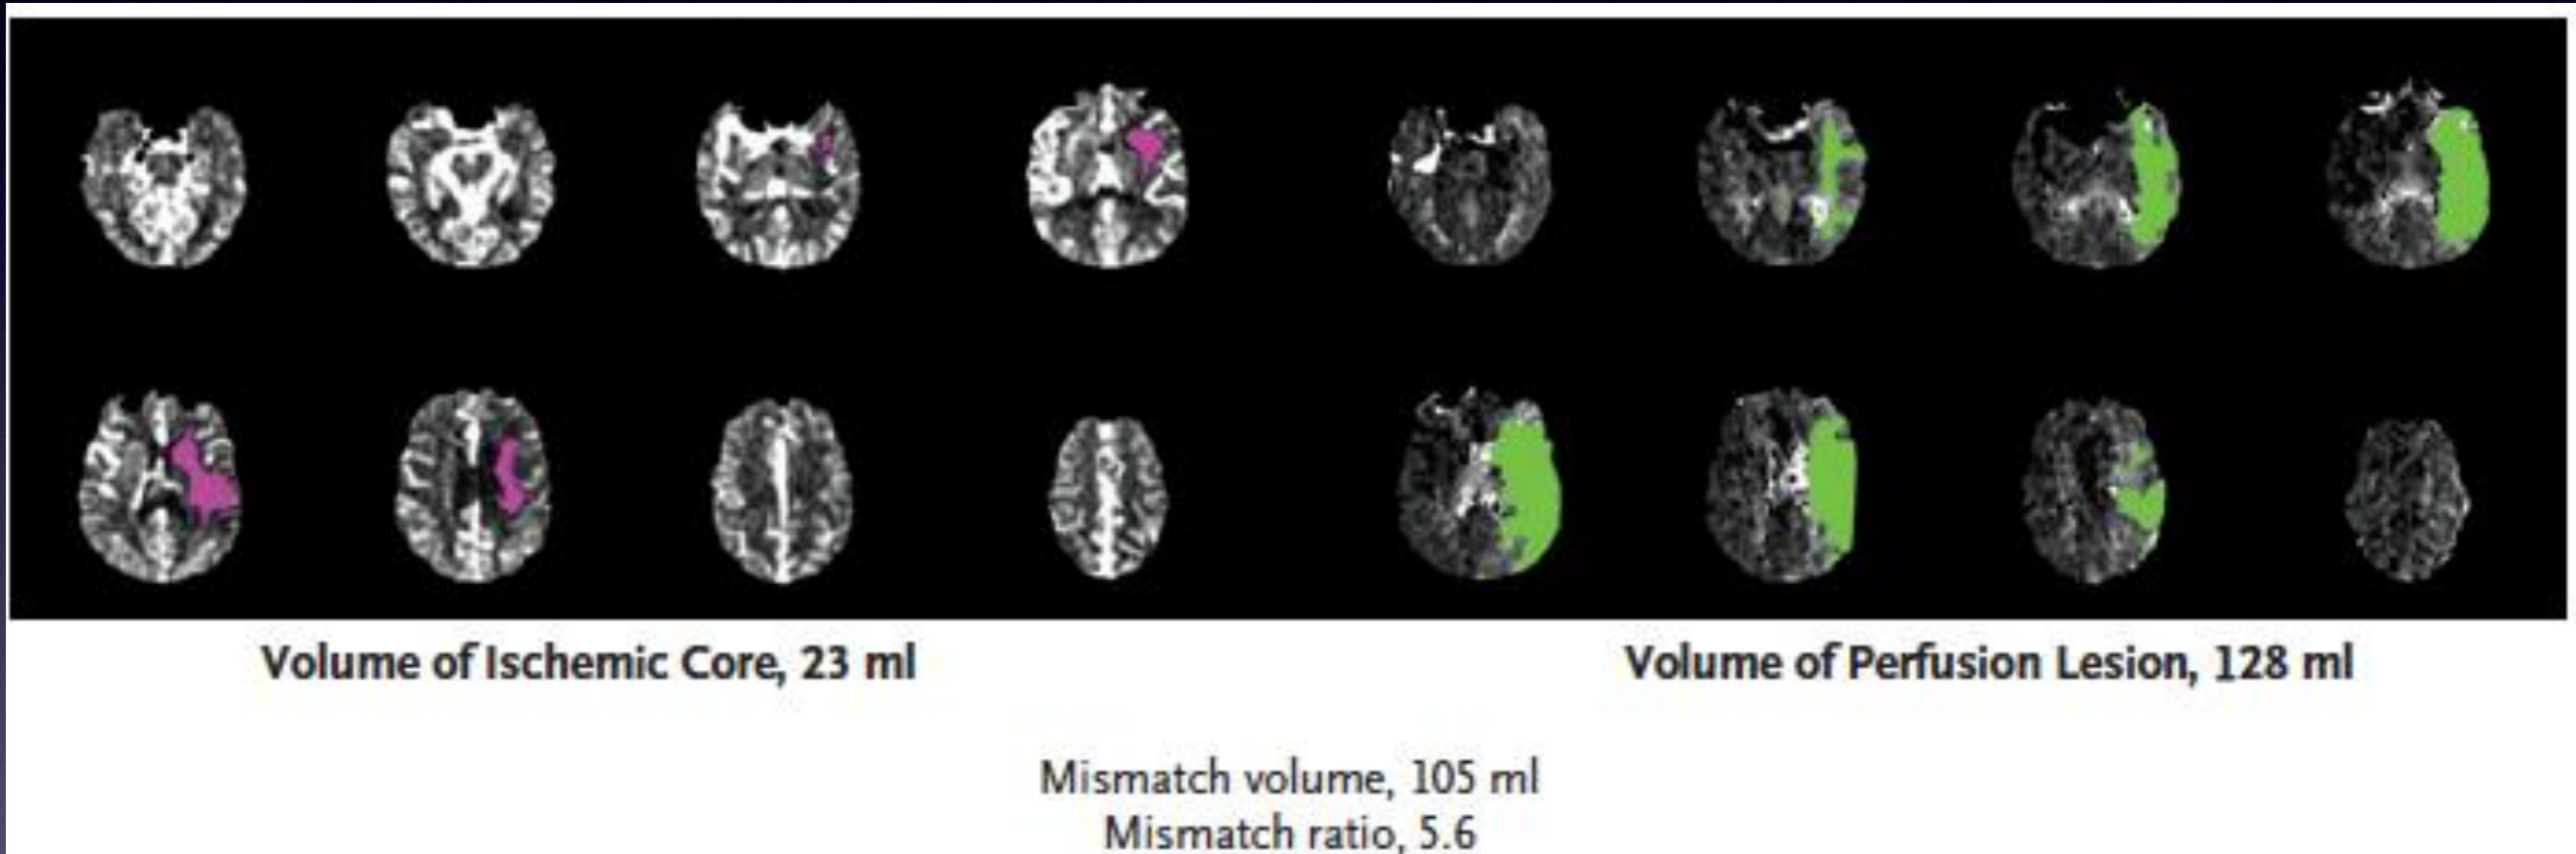 Volume of Ischemic Core, 23 ml
Volume of Perfusion Lesion, 128 ml
Mismatch volume, 105 ml
Mismatch ratio, 5.6